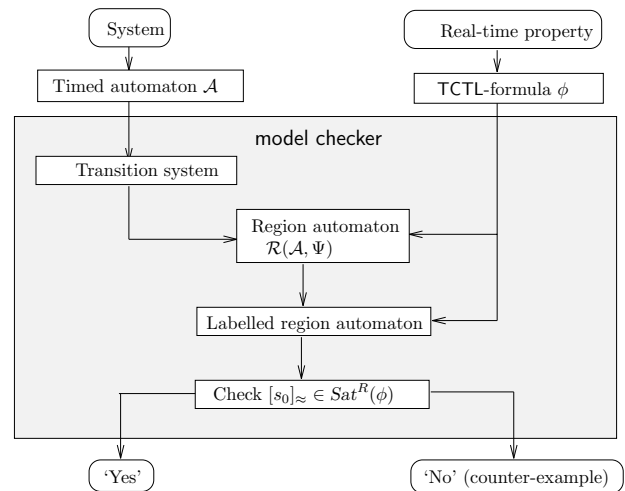 System
Real-time property
Timed automaton 𝒜
TCTL-formula ϕ
model checker
Transition system
Region automaton
ℛ(𝒜, Ψ)
Labelled region automaton
Check [s₀]≈ ∈ Satᴿ(ϕ)
‘Yes’
‘No’ (counter-example)